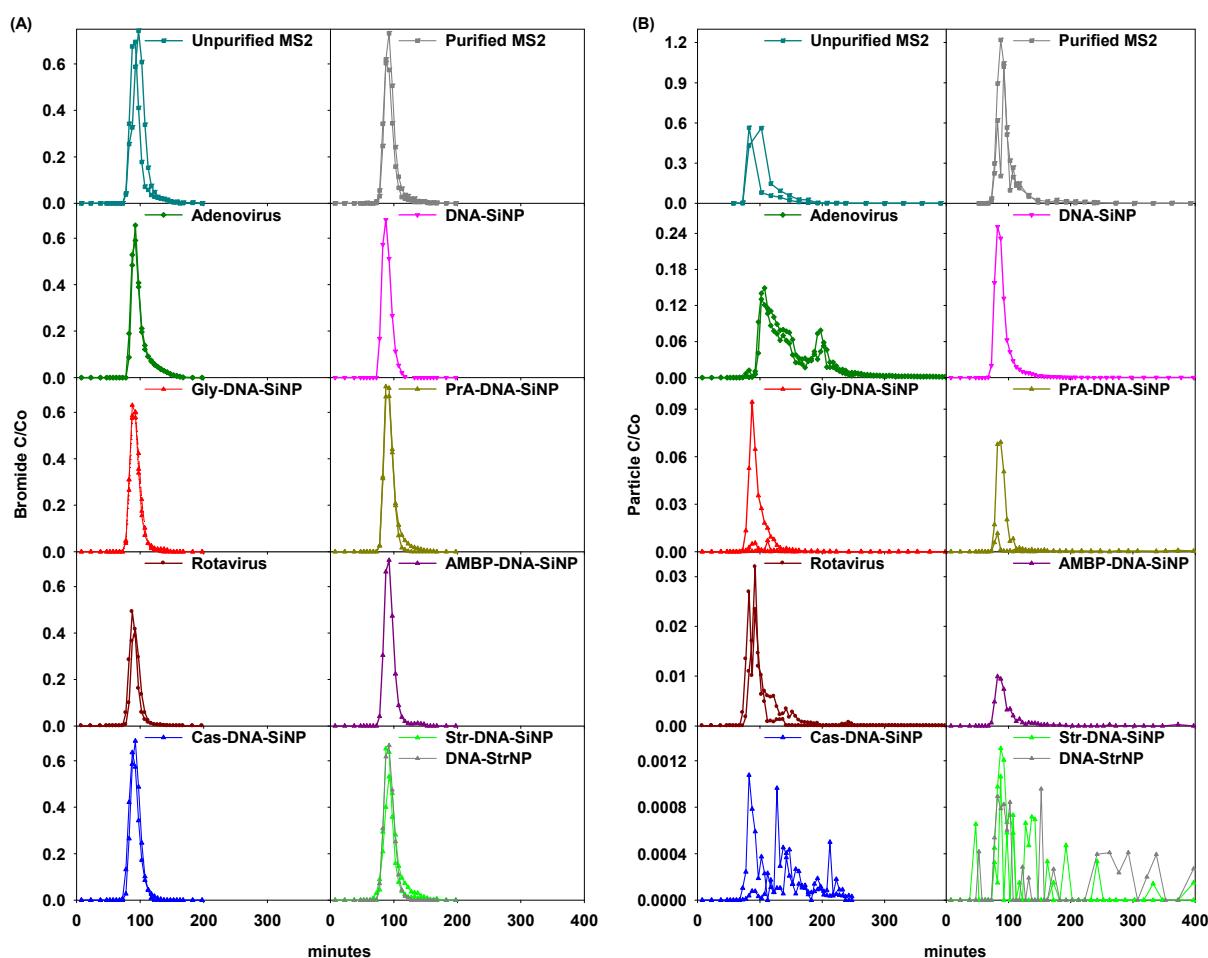 (A)
Unpurified MS2
Purified MS2
0.6
0.4
0.2
0.0
Adenovirus
DNA-SiNP
0.6
0.4
0.2
0.0
Gly-DNA-SiNP
PrA-DNA-SiNP
0.6
0.4
0.2
0.0
Rotavirus
AMBP-DNA-SiNP
0.6
0.4
0.2
0.0
Cas-DNA-SiNP
Str-DNA-SiNP
DNA-StrNP
0.6
0.4
0.2
0.0
0 100 200 300 0 100 200 300 400
Bromide C/Co
minutes
(B)
Unpurified MS2
Purified MS2
1.2
0.9
0.6
0.3
0.0
Adenovirus
DNA-SiNP
0.24
0.18
0.12
0.06
0.00
Gly-DNA-SiNP
PrA-DNA-SiNP
0.09
0.06
0.03
0.00
Rotavirus
AMBP-DNA-SiNP
0.03
0.02
0.01
0.00
Cas-DNA-SiNP
Str-DNA-SiNP
DNA-StrNP
0.0012
0.0008
0.0004
0.0000
0 100 200 300 0 100 200 300 400
Particle C/Co
minutes